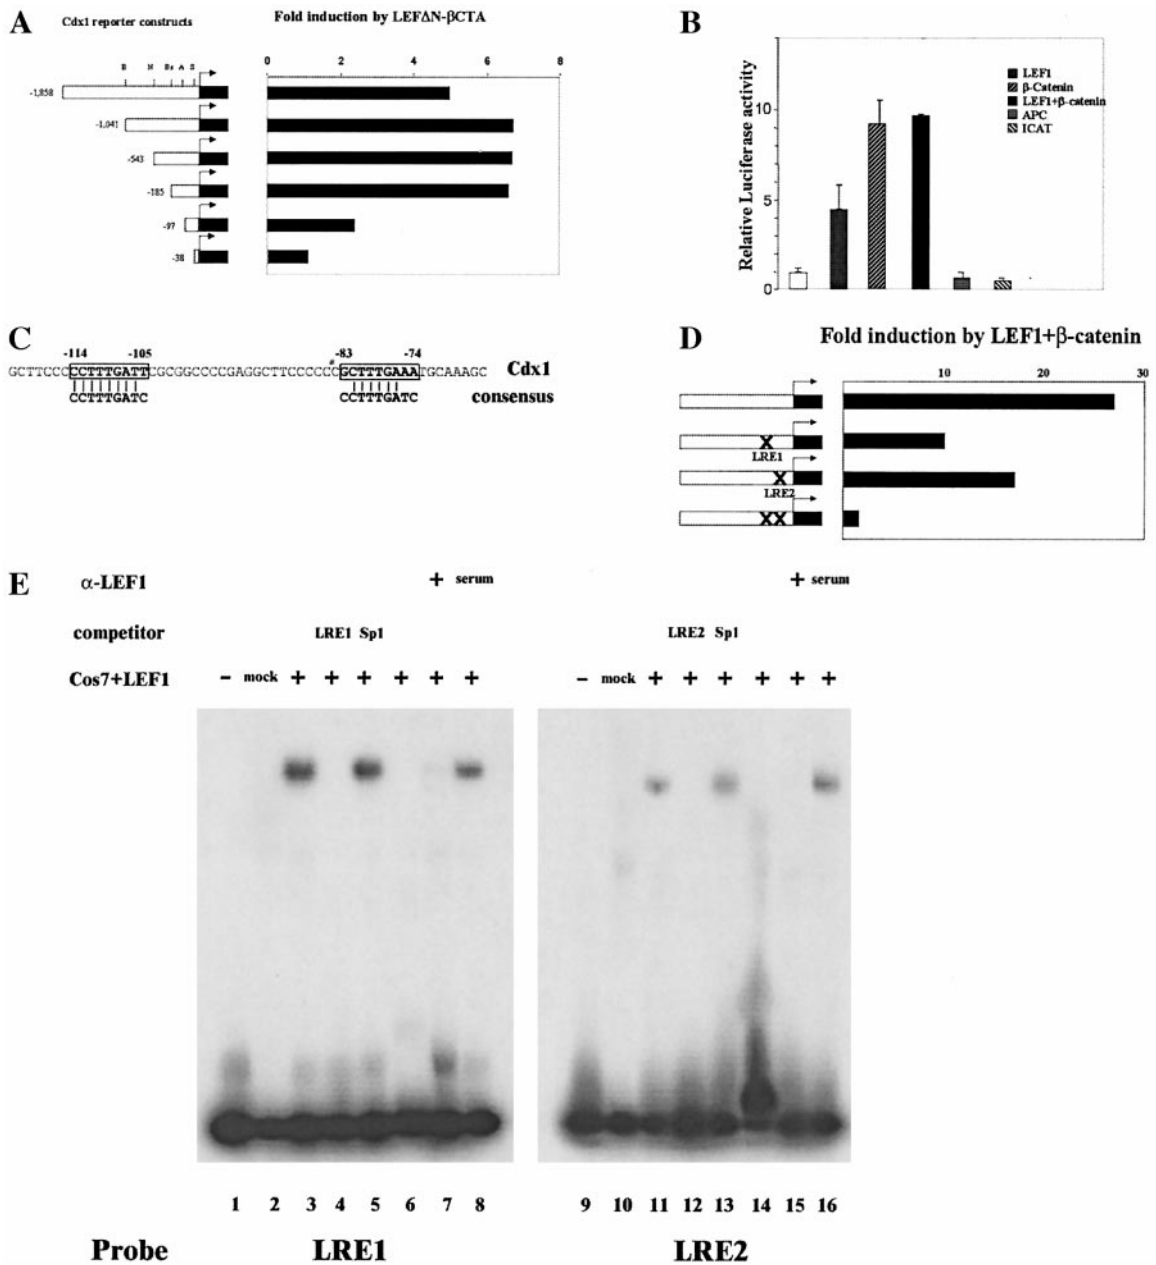 A
Cdx1 reporter constructs
Fold induction by LEFΔN-βCTA
B N Bs A S
0 2 4 6 8
-1,858
-1,041
-543
-185
-97
-38
B
Relative Luciferase activity
10
5
0
LEF1
β-Catenin
LEF1+β-catenin
APC
ICAT
C
-114 -105 # -83 -74
GCTTCCCCCTTTGATTCGCGGCCCCGAGGCTTCCCCCCGCTTTGAAATGCAAAGC Cdx1
CCTTTGATC CCTTTGATC consensus
D
Fold induction by LEF1+β-catenin
10 20 30
X
LRE1
X
LRE2
XX
E
α-LEF1 + serum + serum
competitor LRE1 Sp1 LRE2 Sp1
Cos7+LEF1 - mock + + + + + + - mock + + + + + +
1 2 3 4 5 6 7 8 9 10 11 12 13 14 15 16
Probe LRE1 LRE2